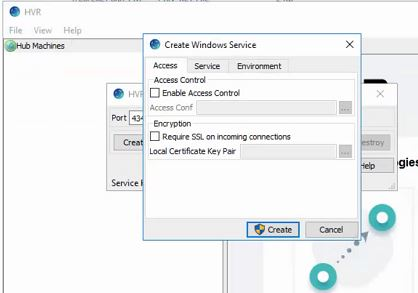 HVR
File View Help
Hub Machines
Create Windows Service
Access Service Environment
Access Control
Enable Access Control
Access Conf ...
Encryption
Require SSL on incoming connections
Local Certificate Key Pair ...
Create Cancel
HV
Port 434
Creat
estroy
Help
Service
gies